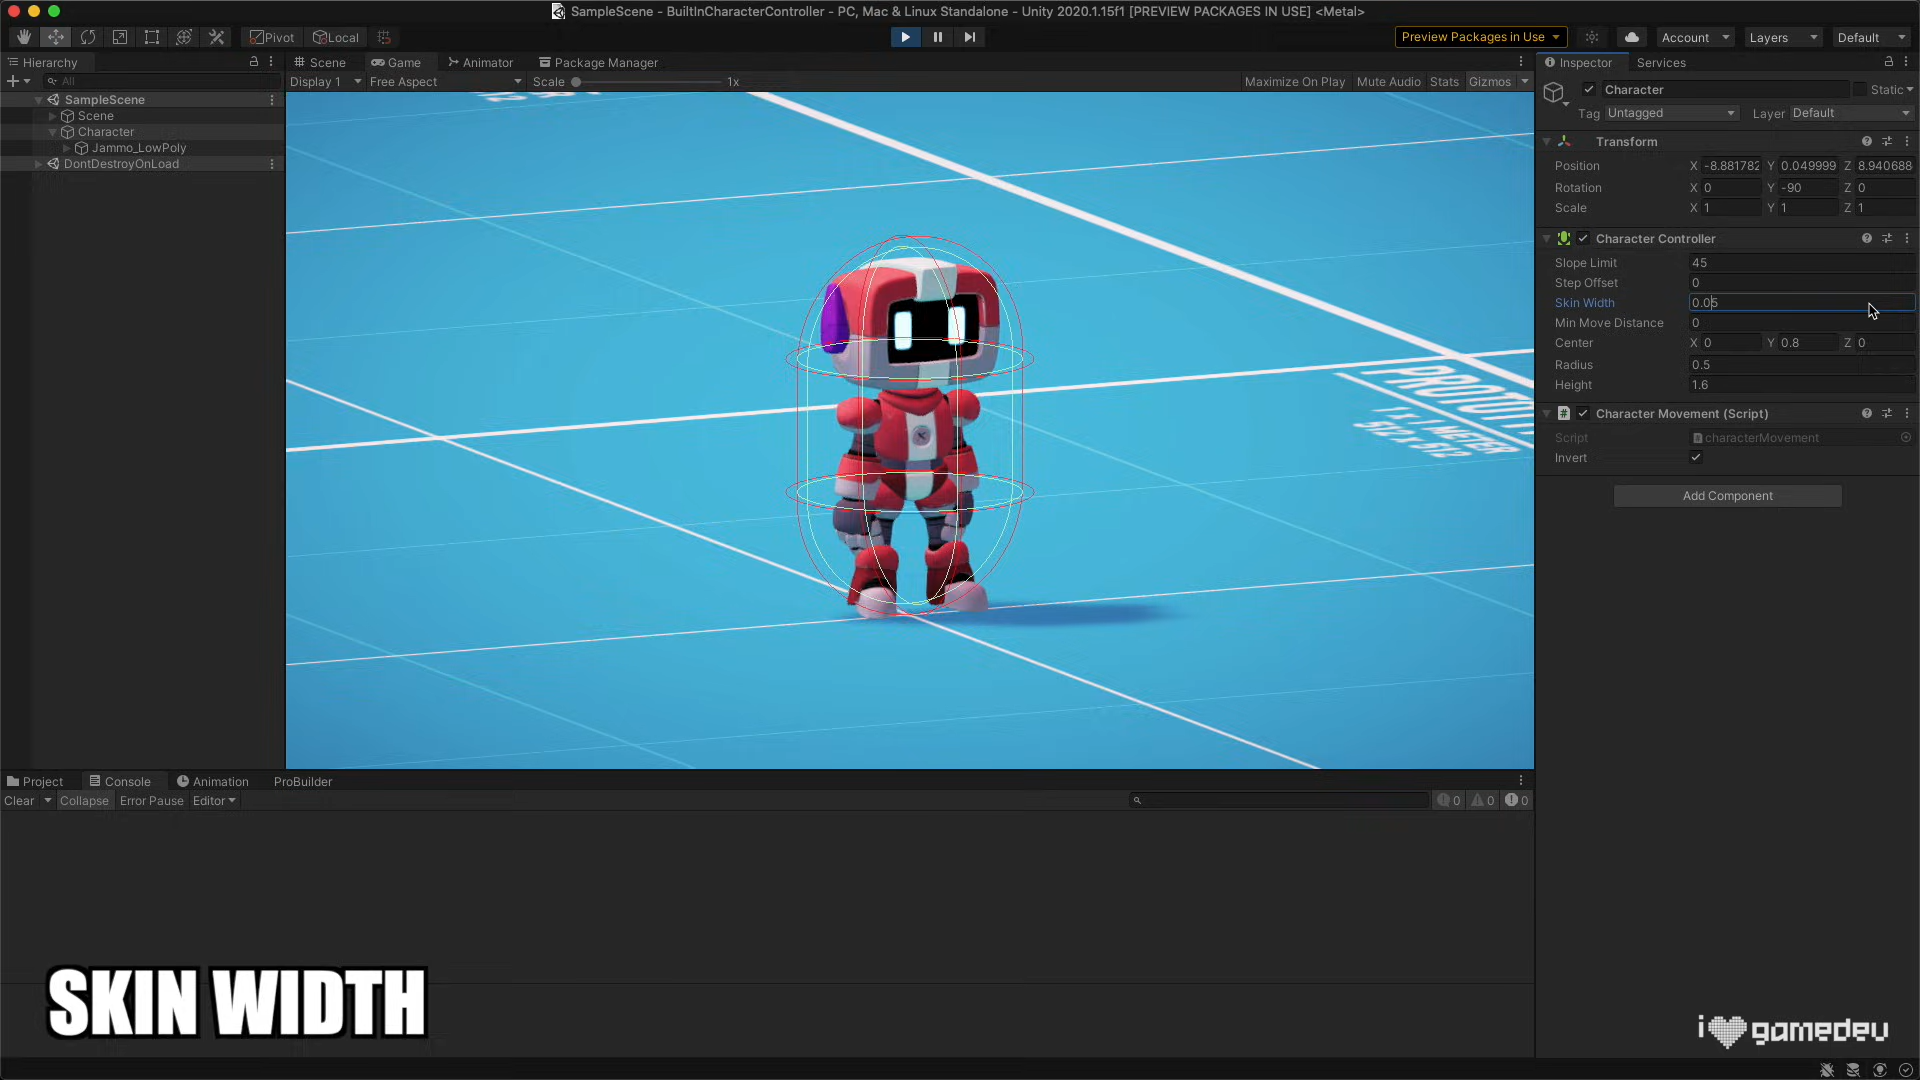 SampleScene - BuiltInCharacterController - PC, Mac & Linux Standalone - Unity 2020.1.15f1 [PREVIEW PACKAGES IN USE] <Metal>
Pivot Local Preview Packages in Use Account Layers Default
Hierarchy Scene Game Animator Package Manager Inspector Services
All Display 1 Free Aspect Scale 1x Maximize On Play Mute Audio Stats Gizmos
SampleScene
Scene
Character
Jammo_LowPoly
DontDestroyOnLoad
PROTOT
1 x 1 METER
512 x 512
Character Static
Tag Untagged Layer Default
Transform
Position X -8.881782 Y 0.049999 Z 8.940688
Rotation X 0 Y -90 Z 0
Scale X 1 Y 1 Z 1
Character Controller
Slope Limit 45
Step Offset 0
Skin Width 0.05
Min Move Distance 0
Center X 0 Y 0.8 Z 0
Radius 0.5
Height 1.6
Character Movement (Script)
Script characterMovement
Invert
Add Component
Project Console Animation ProBuilder
Clear Collapse Error Pause Editor 0 0 0
SKIN WIDTH
i gamedev